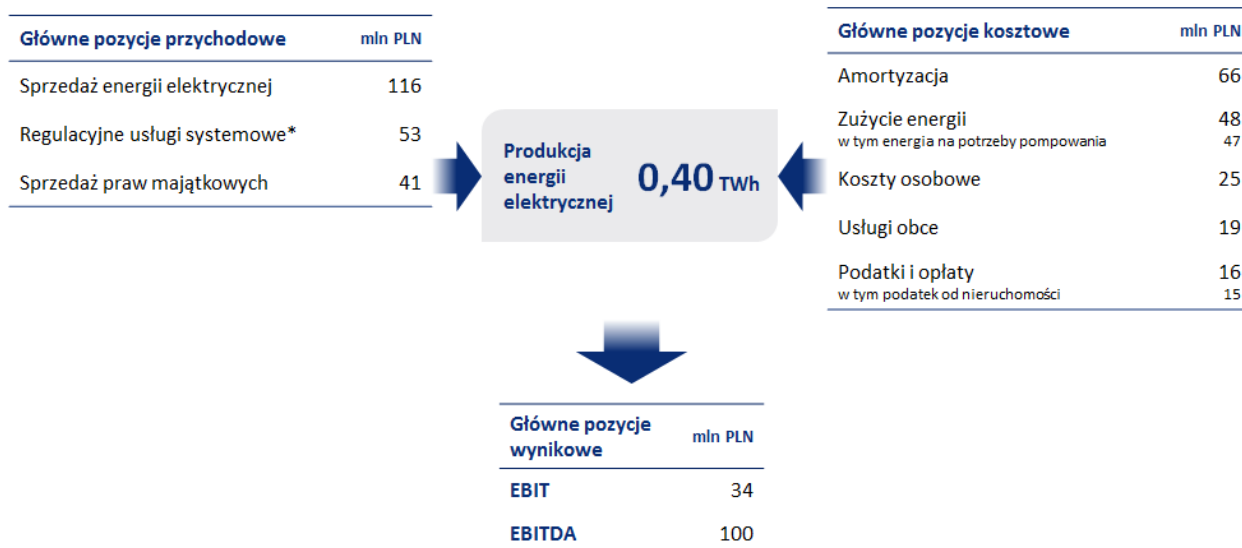 Główne pozycje przychodowe mln PLN
Sprzedaż energii elektrycznej 116
Regulacyjne usługi systemowe* 53
Sprzedaż praw majątkowych 41
Produkcja
energii
elektrycznej
0,40 TWh
Główne pozycje kosztowe mln PLN
Amortyzacja 66
Zużycie energii 48
w tym energia na potrzeby pompowania 47
Koszty osobowe 25
Usługi obce 19
Podatki i opłaty 16
w tym podatek od nieruchomości 15
Główne pozycje
wynikowe
mln PLN
EBIT 34
EBITDA 100